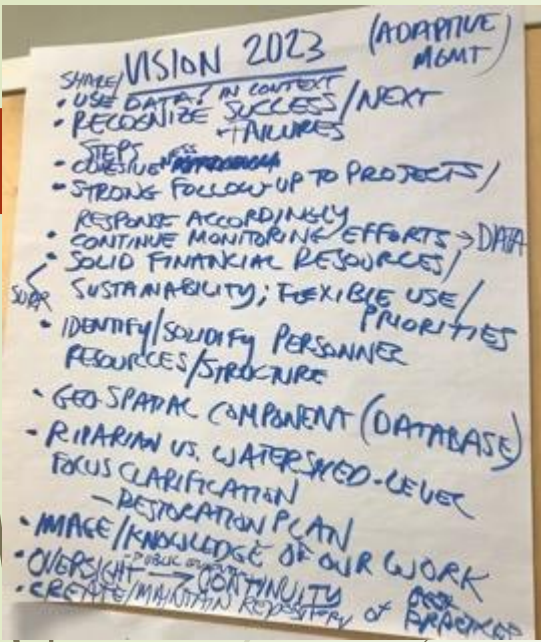 VISION 2023 (ADAPTIVE MGMT)
SHARE/
• USE DATA! IN CONTEXT
• RECOGNIZE SUCCESS/NEXT
STEPS + FAILURES
• COHESIVENESS
• STRONG FOLLOW-UP TO PROJECTS/
RESPONSE ACCORDINGLY
• CONTINUE MONITORING EFFORTS → DATA
• SOLID FINANCIAL RESOURCES/
SUSTAINABILITY; FLEXIBLE USE/
PRIORITIES
• IDENTIFY/SOLIDIFY PERSONNEL
RESOURCES/STRUCTURE
• GEO SPATIAL COMPONENT (DATABASE)
• RIPARIAN VS. WATERSHED-LEVEL
FOCUS CLARIFICATION
– RESTORATION PLAN
• IMAGE/KNOWLEDGE OF OUR WORK
- PUBLIC
• OVERSIGHT → CONTINUITY
• CREATE/MAINTAIN REPOSITORY of BEST
PRACTICES